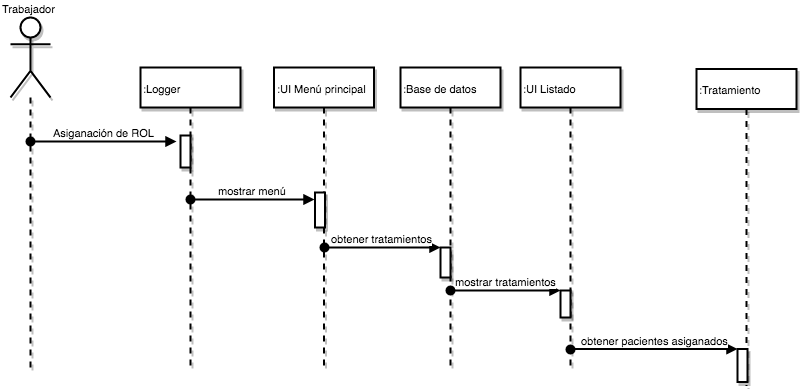 Trabajador
:Logger
:UI Menú principal
:Base de datos
:UI Listado
:Tratamiento
Asiganación de ROL
mostrar menú
obtener tratamientos
mostrar tratamientos
obtener pacientes asiganados